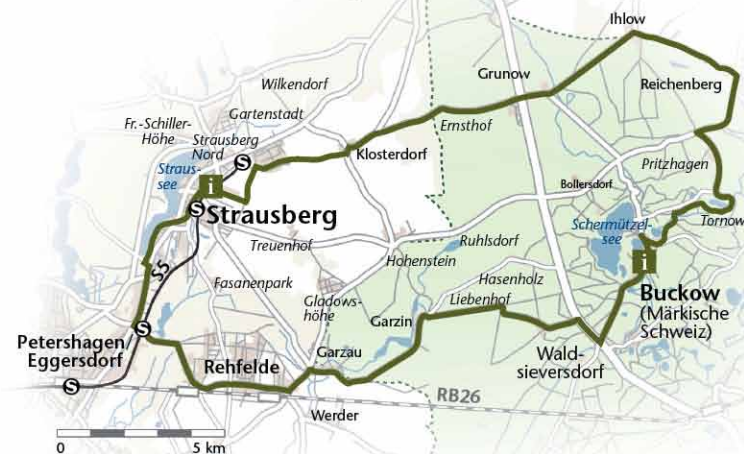 Ihlow
Grunow
Reichenberg
Wilkendorf
Gartenstadt
Fr.-Schiller-
Höhe
Strausberg
Nord
S
Ernsthof
Klosterdorf
Straus-
see
i
Pritzhagen
Bollersdorf
S
Strausberg
Schermützel-
see
Tornow
Treuenhof
Ruhlsdorf
Hohenstein
i
S5
Fasanenpark
Hasenholz
Liebenhof
Gladows-
höhe
Garzin
Buckow
(Märkische
Schweiz)
Petershagen/
Eggersdorf
S
Rehfelde
Garzau
Wald-
sieversdorf
S
RB26
Werder
0 5 km